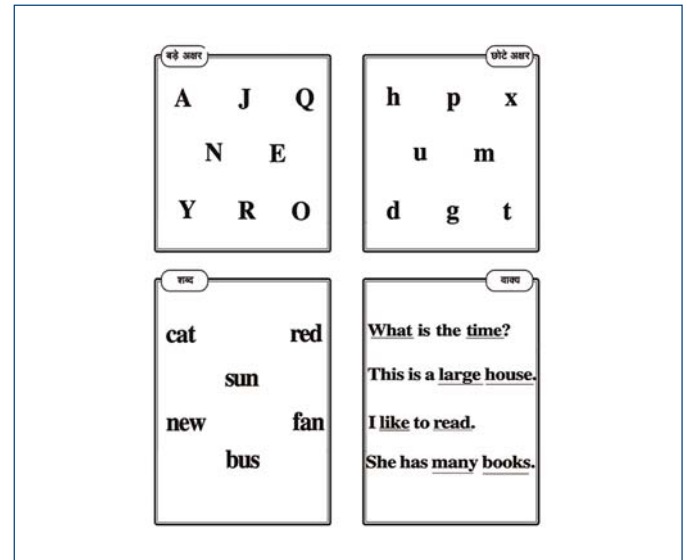 बड़े अक्षर
A J Q
N E
Y R O
छोटे अक्षर
h p x
u m
d g t
शब्द
cat red
sun
new fan
bus
वाक्य
What is the time?
This is a large house.
I like to read.
She has many books.